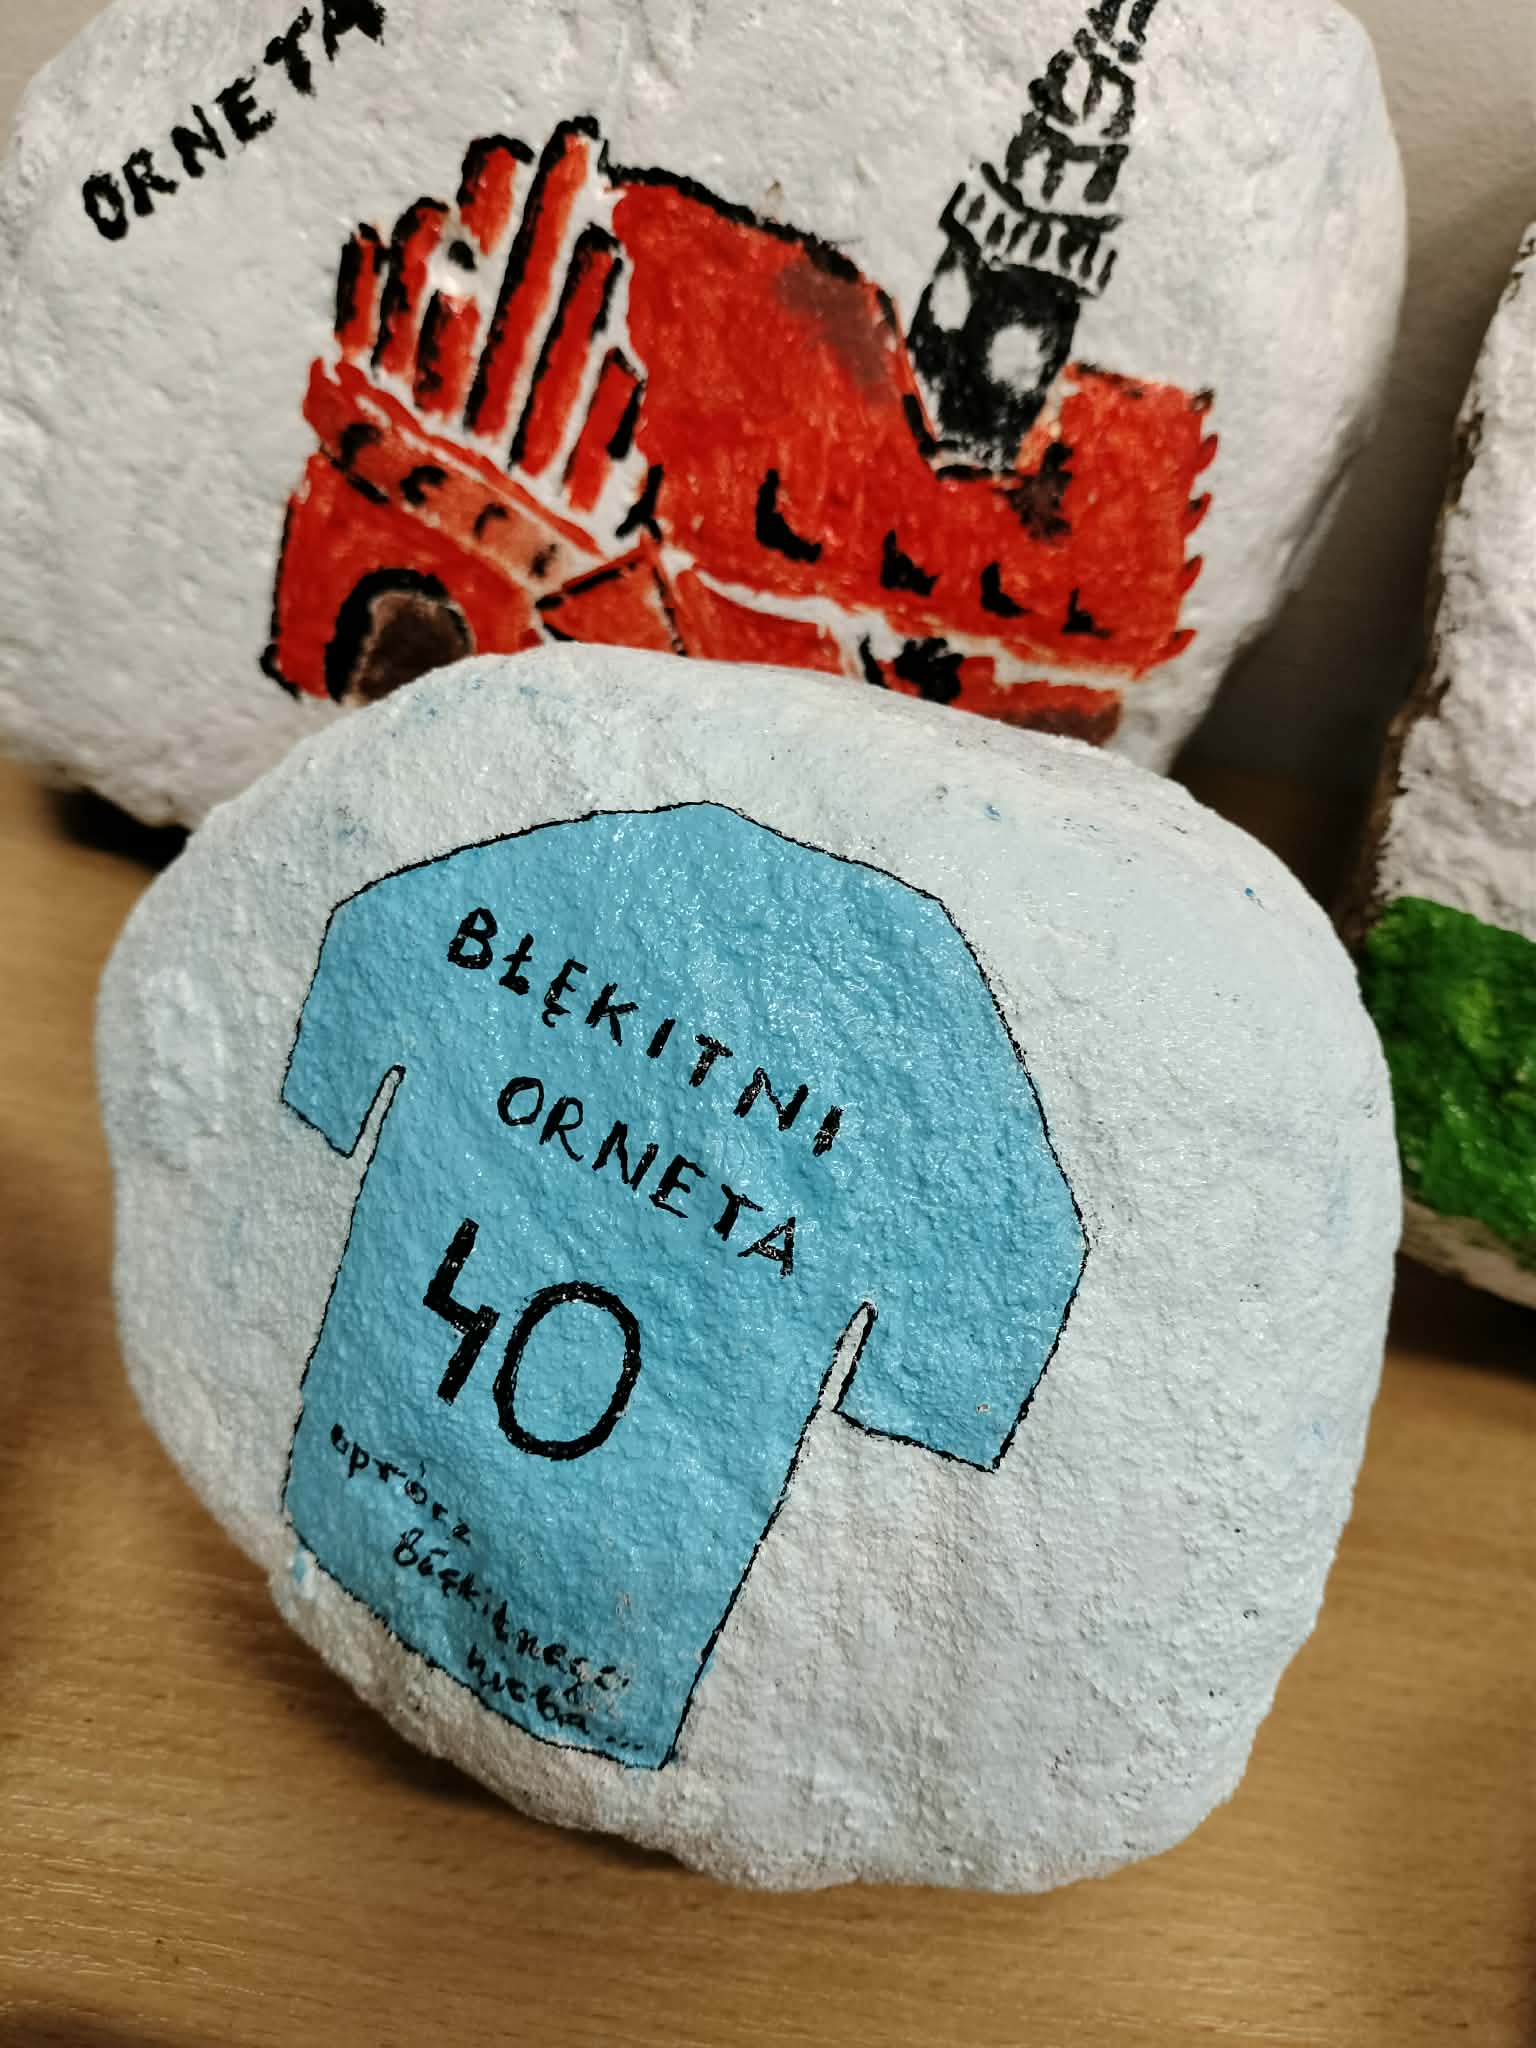 ORNETA
BŁĘKITNI
ORNETA
40
oprócz
Błękitnego
nieba...